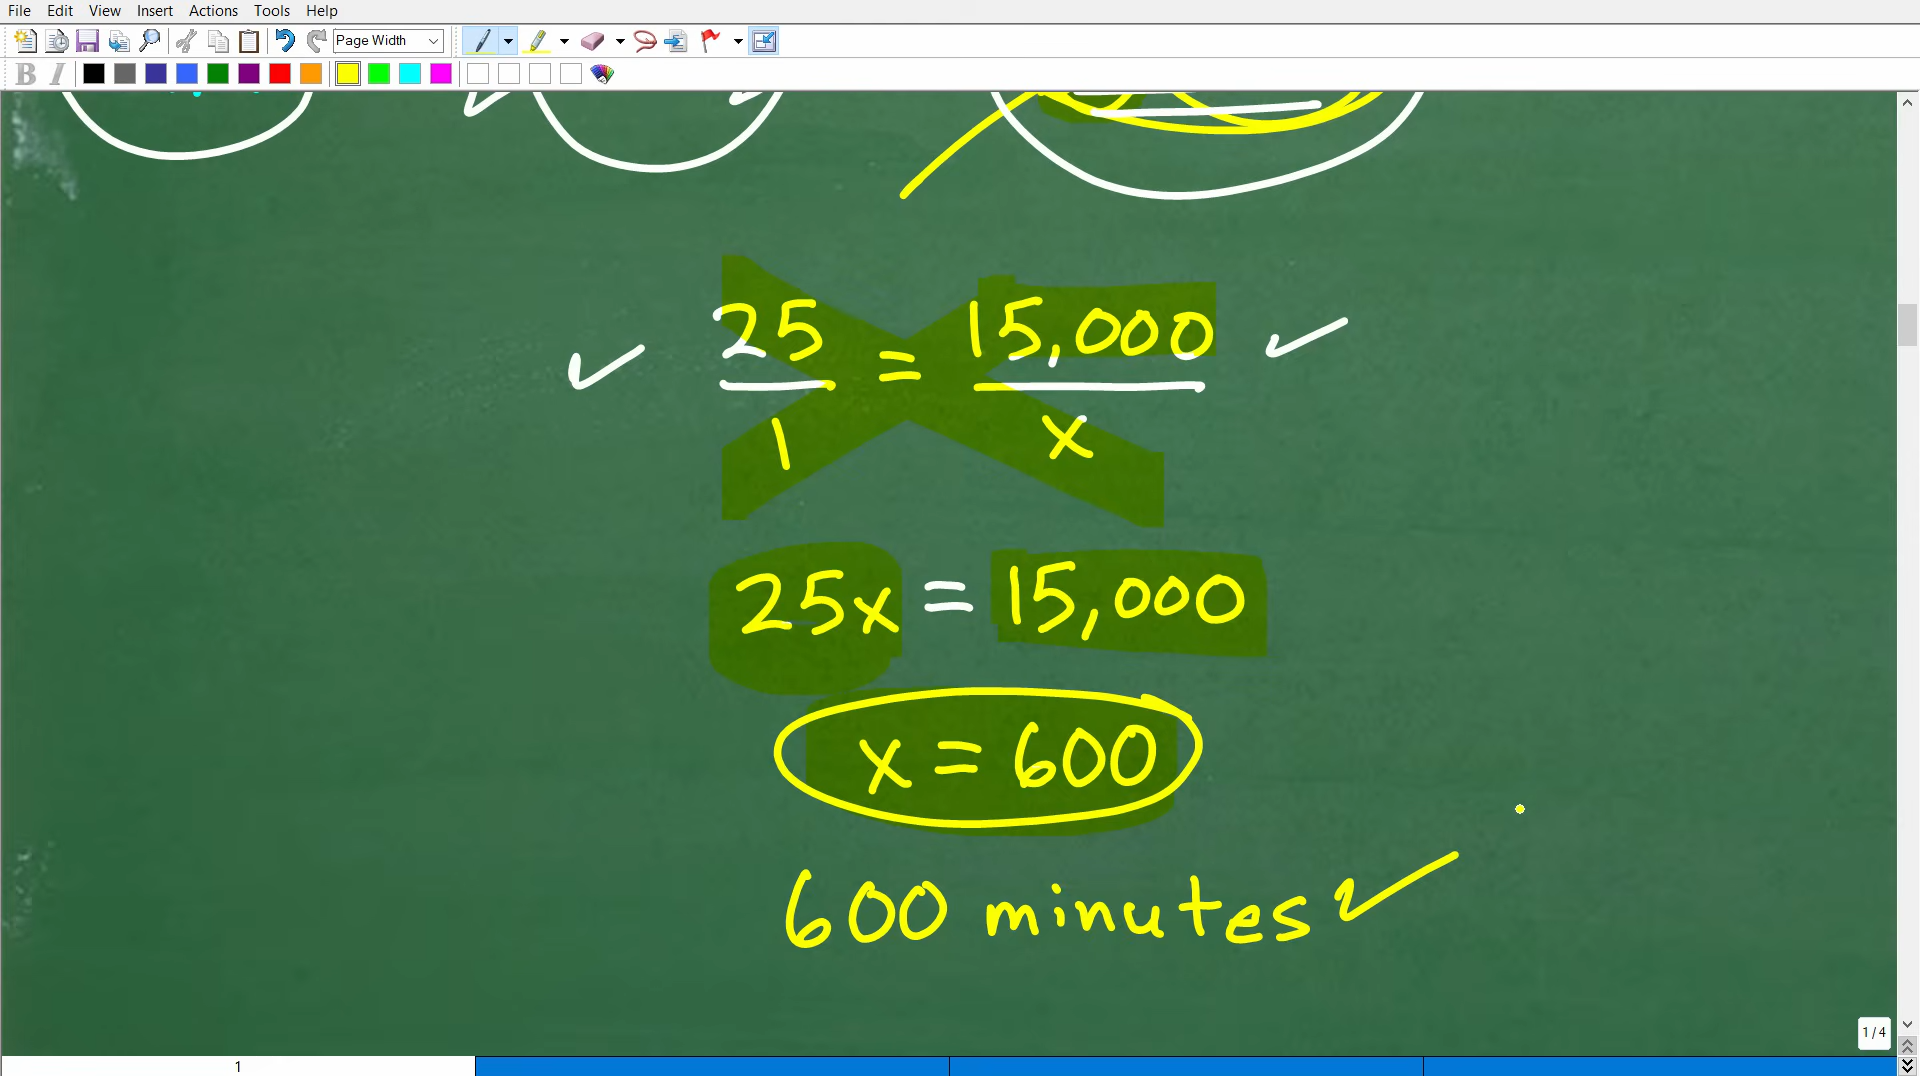 File Edit View Insert Actions Tools Help
Page Width
B I
25 = 15,000
1 x
25x = 15,000
x = 600
600 minutes
1 / 4
1